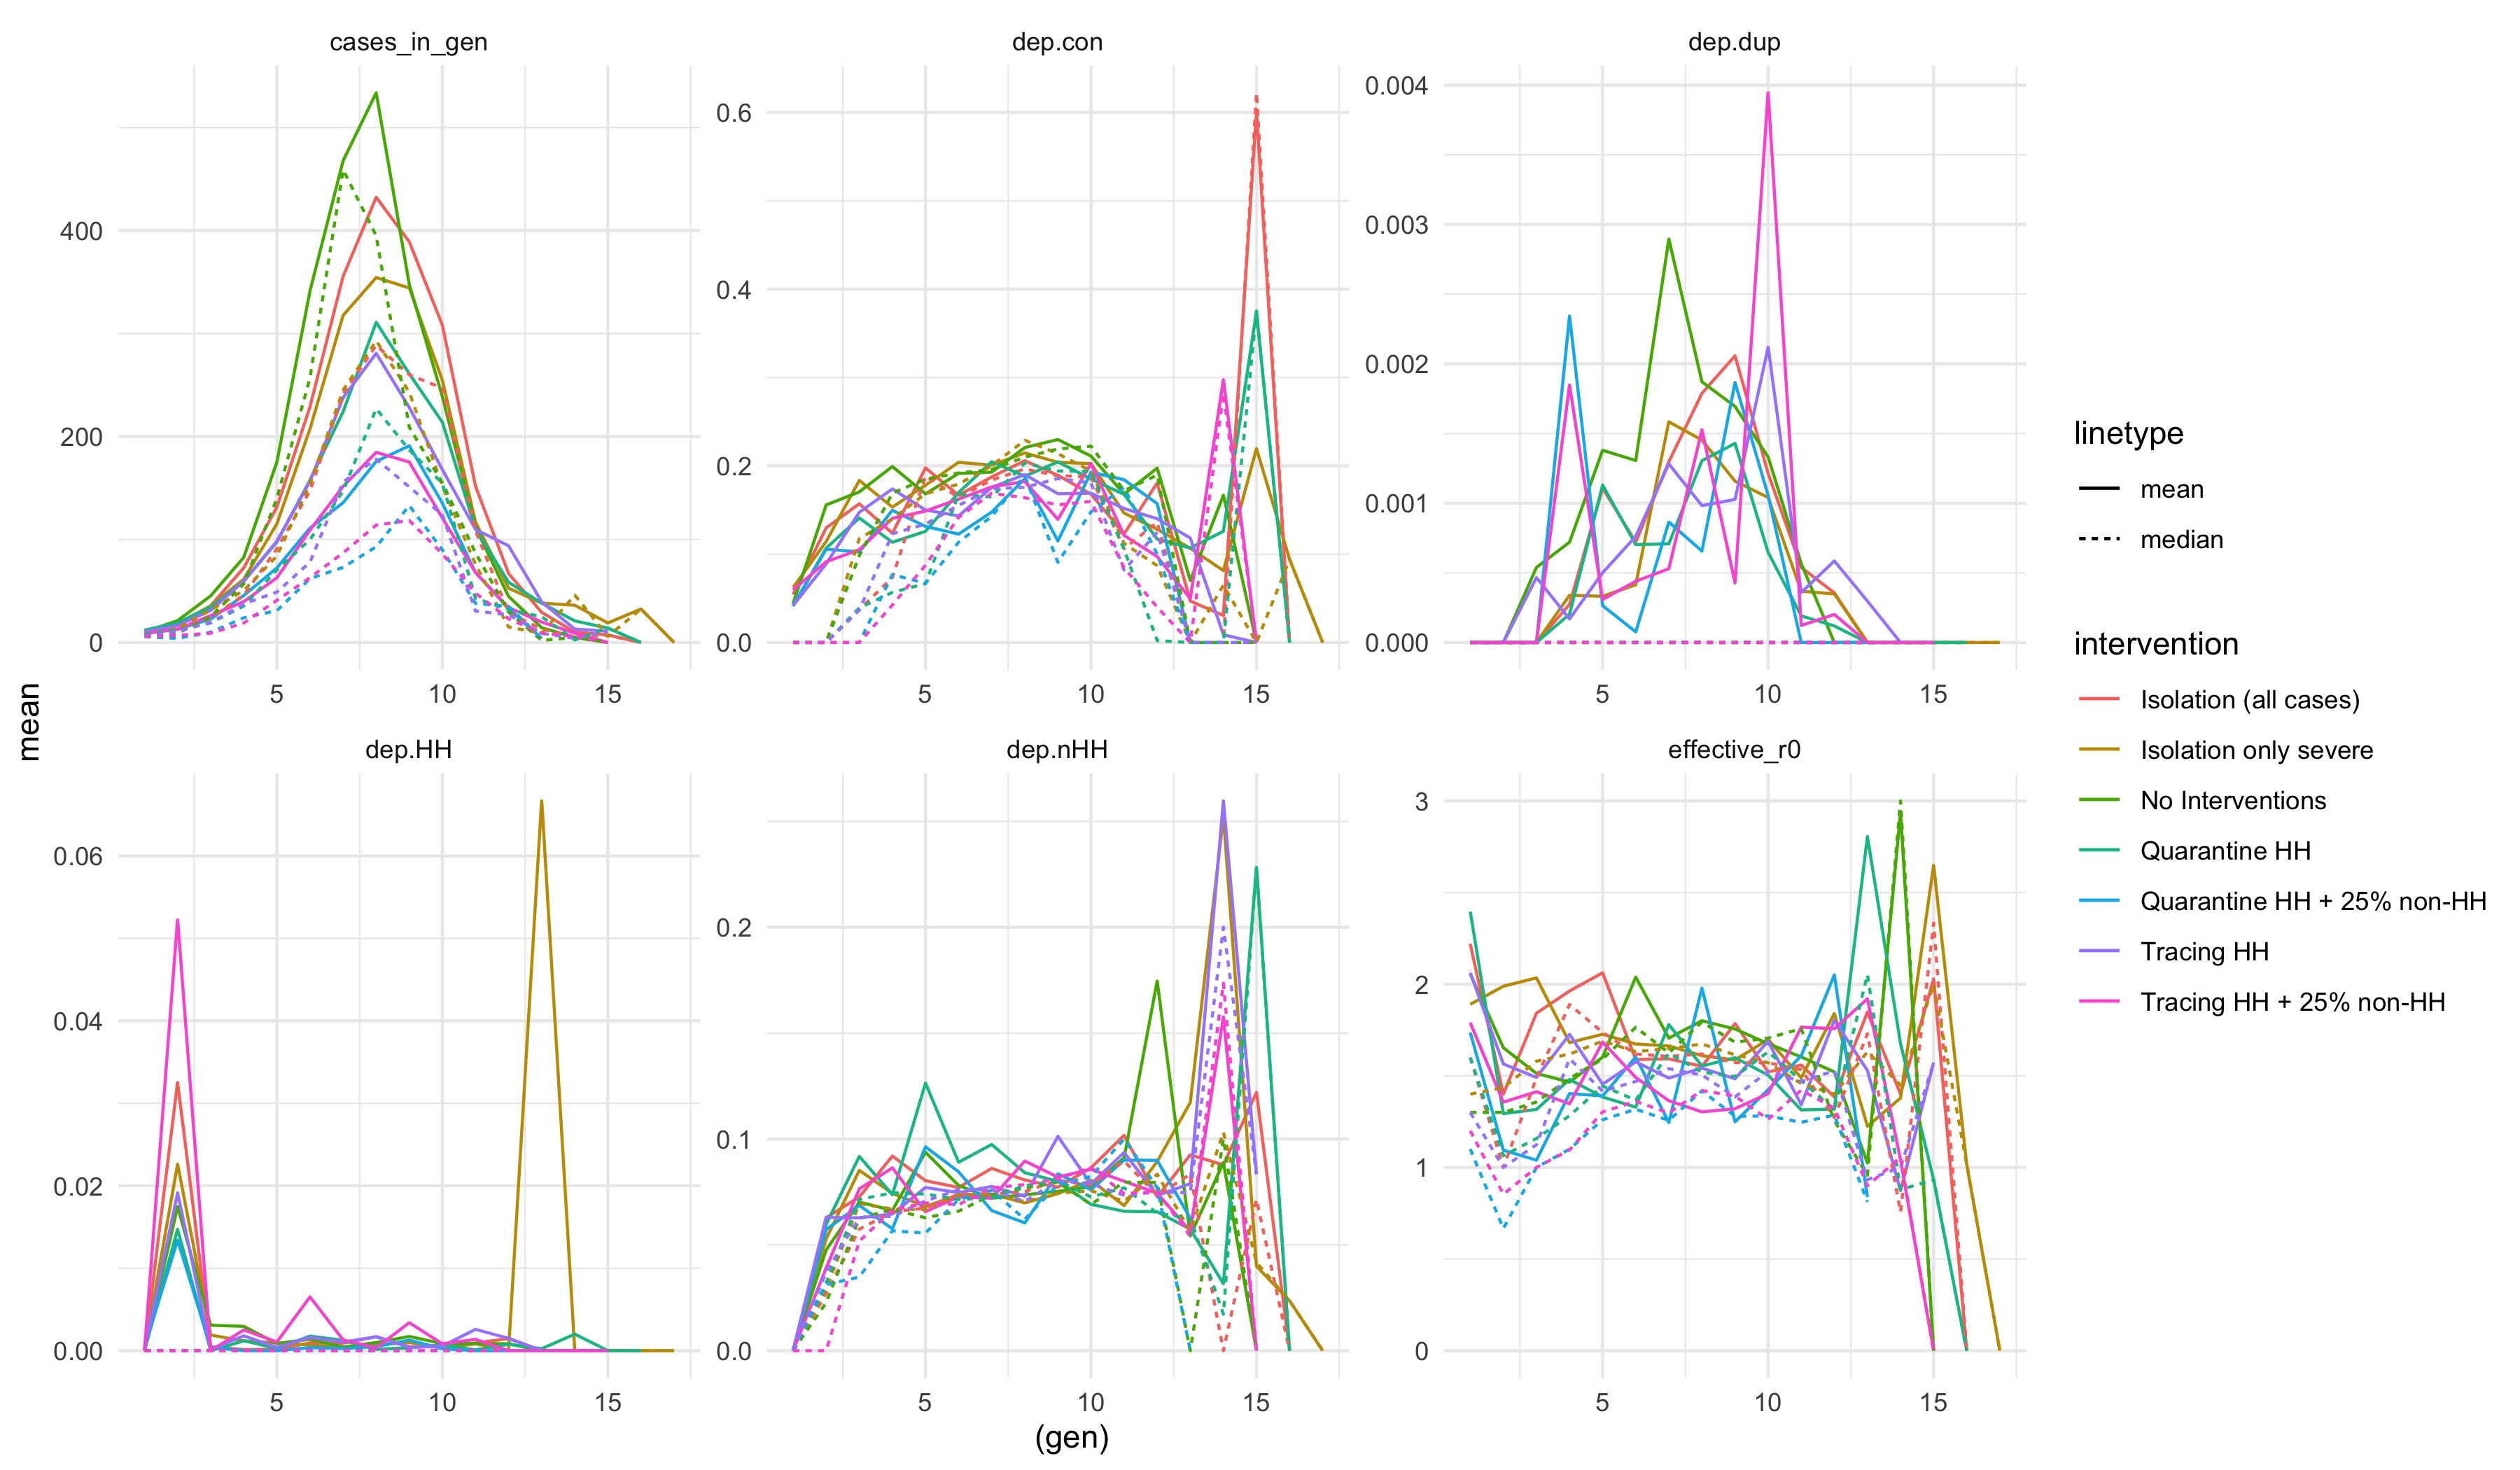 cases_in_gen
dep.con
dep.dup
400
200
0
5
10
15
0.6
0.4
0.2
0.0
5
10
15
0.004
0.003
0.002
0.001
0.000
5
10
15
mean
dep.HH
dep.nHH
effective_r0
0.06
0.04
0.02
0.00
5
10
15
0.2
0.1
0.0
5
10
15
3
2
1
0
5
10
15
(gen)
linetype
mean
median
intervention
Isolation (all cases)
Isolation only severe
No Interventions
Quarantine HH
Quarantine HH + 25% non-HH
Tracing HH
Tracing HH + 25% non-HH